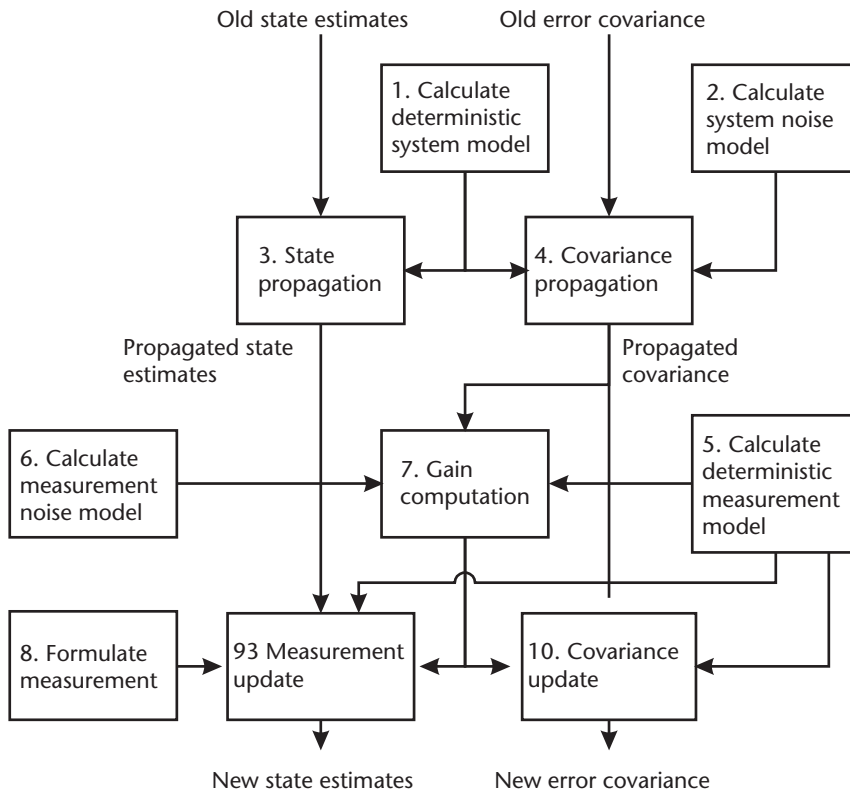 Old state estimates
Old error covariance
1. Calculate
deterministic
system model
2. Calculate
system noise
model
3. State
propagation
4. Covariance
propagation
Propagated state
estimates
Propagated
covariance
6. Calculate
measurement
noise model
7. Gain
computation
5. Calculate
deterministic
measurement
model
8. Formulate
measurement
93 Measurement
update
10. Covariance
update
New state estimates
New error covariance